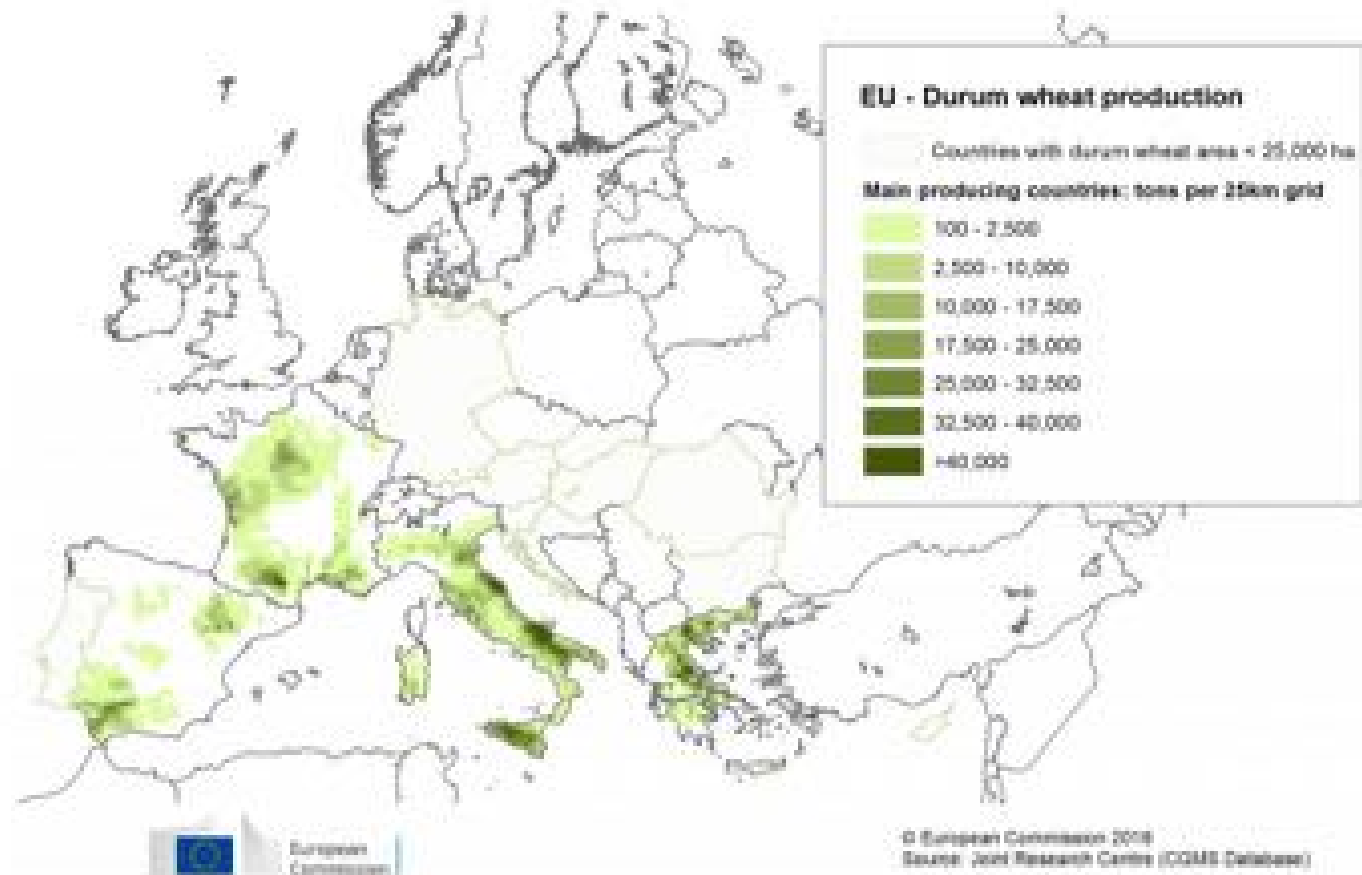 EU - Durum wheat production
Countries with durum wheat area < 25,000 ha
Main producing countries: tons per 25km grid
100 - 2,500
2,500 - 10,000
10,000 - 17,500
17,500 - 25,000
25,000 - 32,500
32,500 - 40,000
>40,000
European
Commission
© European Commission 2018
Source: Joint Research Centre (CGMS Database)